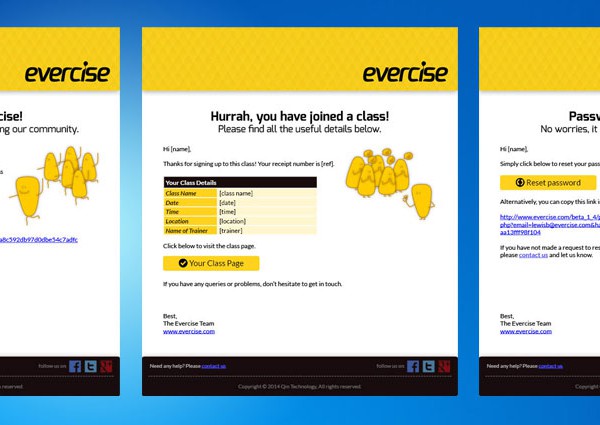 evercise
cise!
ng our community.
s
a8c592db97d0dbe54c7adfc
follow us on
reserved.
evercise
Hurrah, you have joined a class!
Please find all the useful details below.
Hi [name],
Thanks for signing up to this class! Your receipt number is [ref].
Your Class Details
Class Name [class name]
Date [date]
Time [time]
Location [location]
Name of Trainer [trainer]
Click below to visit the class page.
Your Class Page
If you have any queries or problems, don't hesitate to get in touch.
Best,
The Evercise Team
www.evercise.com
Need any help? Please contact us
follow us on
Copyright © 2014 Qin Technology, All rights reserved.
Passw
No worries, it
Hi [name],
Simply click below to reset your pass
Reset password
Alternatively, you can copy this link i
http://www.evercise.com/beta_1_4/p
php?email=lewisb@evercise.com&ha
aa13fff98f104
If you have not made a request to res
please contact us and let us know.
Best,
The Evercise Team
www.evercise.com
Need any help? Please contact us
Copyrigh